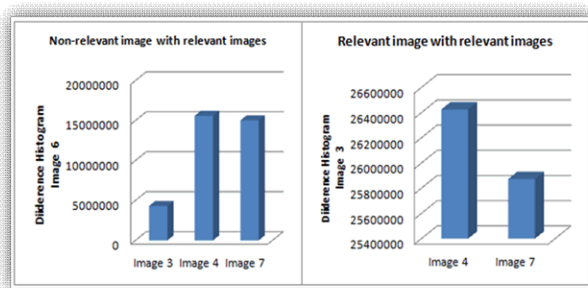 Non-relevant image with relevant images
Diiderence Histogram
Image 6
20000000
15000000
10000000
5000000
0
Image 3 Image 4 Image 7
Relevant image with relevant images
Diiderence Histogram
Image 3
26600000
26400000
26200000
26000000
25800000
25600000
25400000
Image 4 Image 7